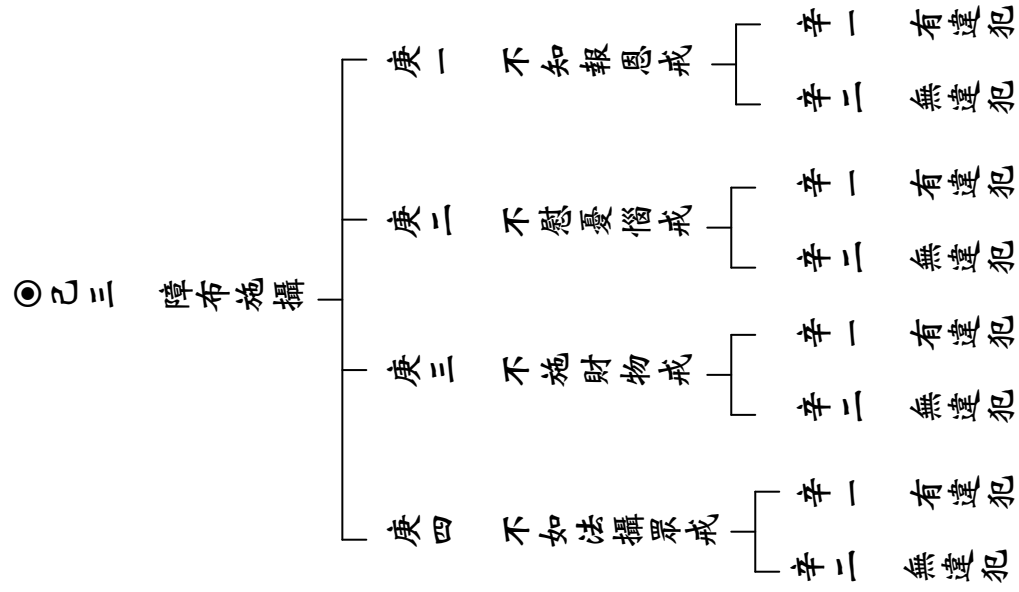 ◉己三 障布施攝
庚一 不知報恩戒
辛一 有違犯
辛二 無違犯
庚二 不慰憂惱戒
辛一 有違犯
辛二 無違犯
庚三 不施財物戒
辛一 有違犯
辛二 無違犯
庚四 不如法攝眾戒
辛一 有違犯
辛二 無違犯